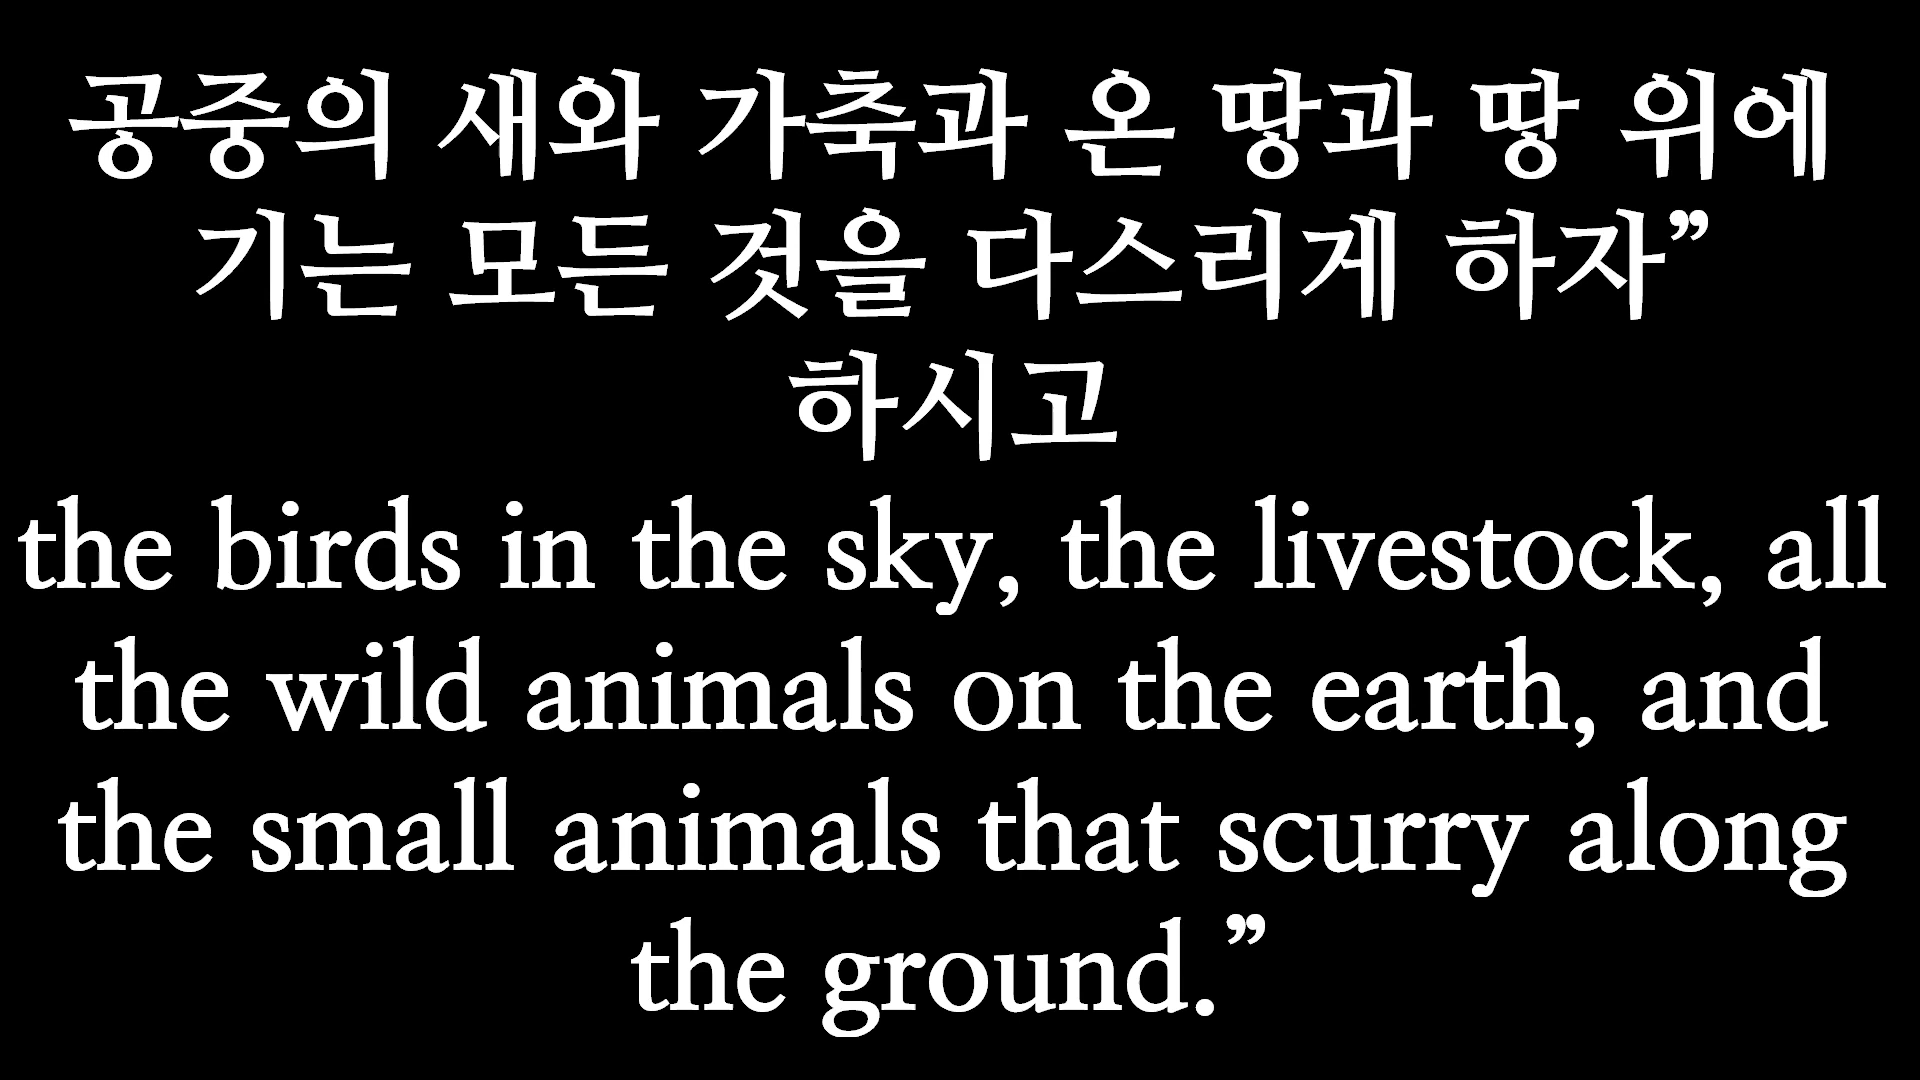 공중의 새와 가축과 온 땅과 땅 위에
기는 모든 것을 다스리게 하자”
하시고
the birds in the sky, the livestock, all
the wild animals on the earth, and
the small animals that scurry along
the ground.”